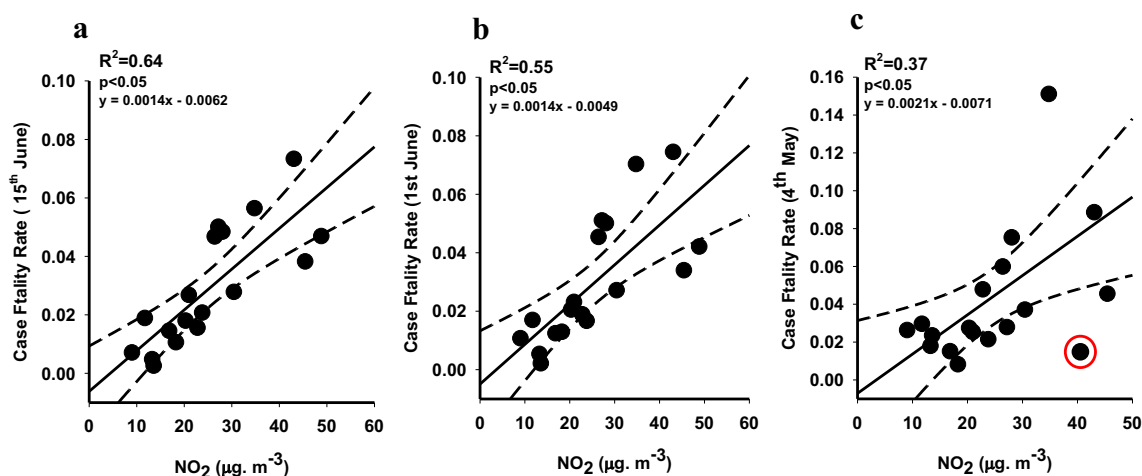 a
R²=0.64
p<0.05
y = 0.0014x - 0.0062
0.10
0.08
0.06
0.04
0.02
0.00
0 10 20 30 40 50 60
Case Ftality Rate ( 15th June)
NO₂ (μg. m⁻³)
b
R²=0.55
p<0.05
y = 0.0014x - 0.0049
0.10
0.08
0.06
0.04
0.02
0.00
0 10 20 30 40 50 60
Case Ftality Rate (1st June)
NO₂ (μg. m⁻³)
c
R²=0.37
p<0.05
y = 0.0021x - 0.0071
0.16
0.14
0.12
0.10
0.08
0.06
0.04
0.02
0.00
0 10 20 30 40 50
Case Ftality Rate (4th May)
NO₂ (μg. m⁻³)